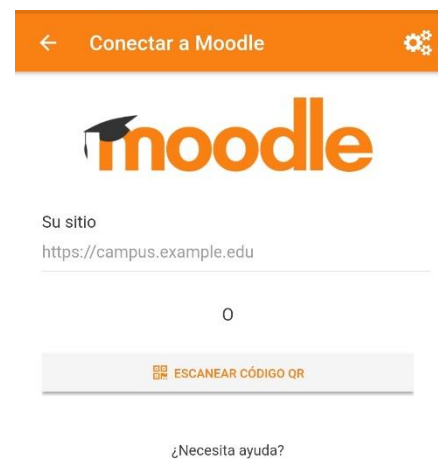 Conectar a Moodle
moodle
Su sitio
https://campus.example.edu
O
ESCANEAR CÓDIGO QR
¿Necesita ayuda?